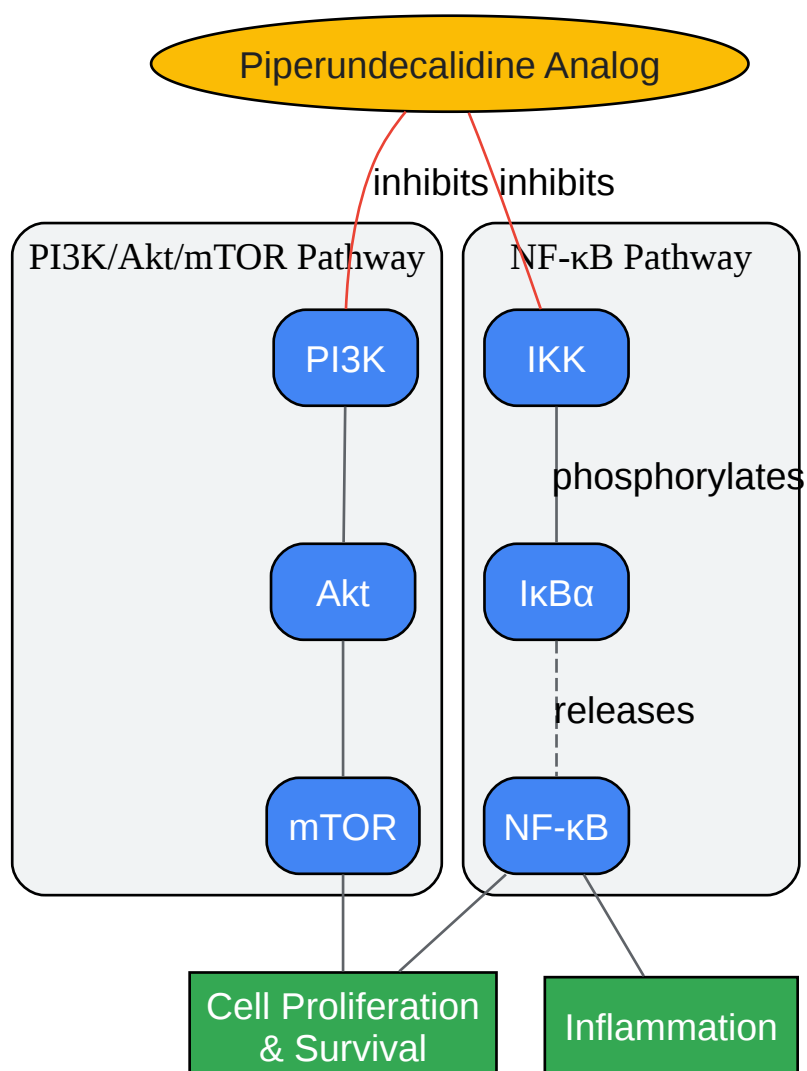 Piperundecalidine Analog
inhibits inhibits
PI3K/Akt/mTOR Pathway
NF-κB Pathway
PI3K
IKK
phosphorylates
Akt
IκBα
releases
mTOR
NF-κB
Cell Proliferation
& Survival
Inflammation